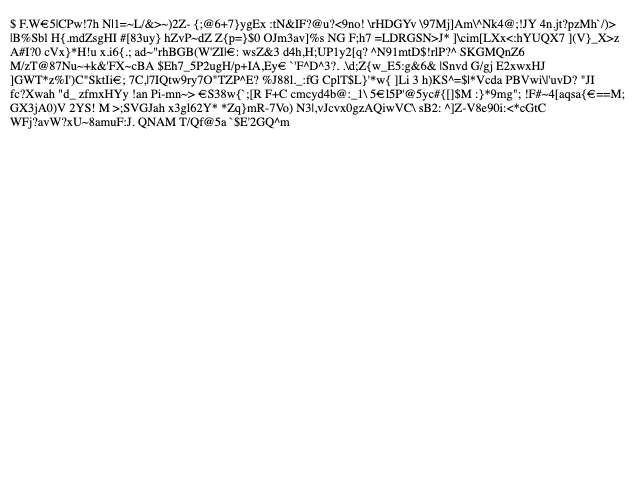 $ F.W€5|CPw!7h Nl1=~L/&>~)2Z- {;@6+7}ygEx :tN&IF?@u?<9no! \rHDGYv \97Mj]Am\^Nk4@;!JY 4n,jt?pzMh`/)>
|B%Sbl H{.mdZsgHI #[83uy} hZvP~dZ Z{p=}$0 OJm3av]%s NG F;h7 =LDRGSN>J* ]\cim[LXx<:hYUQX7 ](V}_X>z
A#I?0 cVx}*H!u x.i6{.; ad~"rhBGB(W'ZIl€: wsZ&3 d4h,H;UP1y2[q? ^N91mtD$!rlP?^ SKGMQnZ6
M/zT@87Nu~+k&'FX~cBA $Eh7_5P2ugH/p+IA,Ey€ `'F^D^3?. .\d;Z{w_E5:g&6& |Snvd G/gj E2xwxHJ
]GWT*z%I')C"SktIi€; 7C,l7IQtw9ry7O"TZP^E? %J88l._:fG CplT$L}'*w{ ]Li 3 h)KS^=$|*Vcda PBVwi\'uvD? "JI
fc?Xwah "d_ zfmxHYy !an Pi-mn~> €S38w{`;[R F+C cmcyd4b@:_1\ 5€l5P'@5yc#{[]$M :}*9mg"; !F#~4[aqsa{€==M;
GX3jA0)V 2YS! M >;SVGJah x3gl62Y* *Zq}mR-7Vo) N3|,vJcvx0gzAQiwVC\ sB2: ^]Z-V8e90i:<*cGtC
WFj?avW?xU~8amuF:J. QNAM T/Qf@5a `$E'2GQ^m